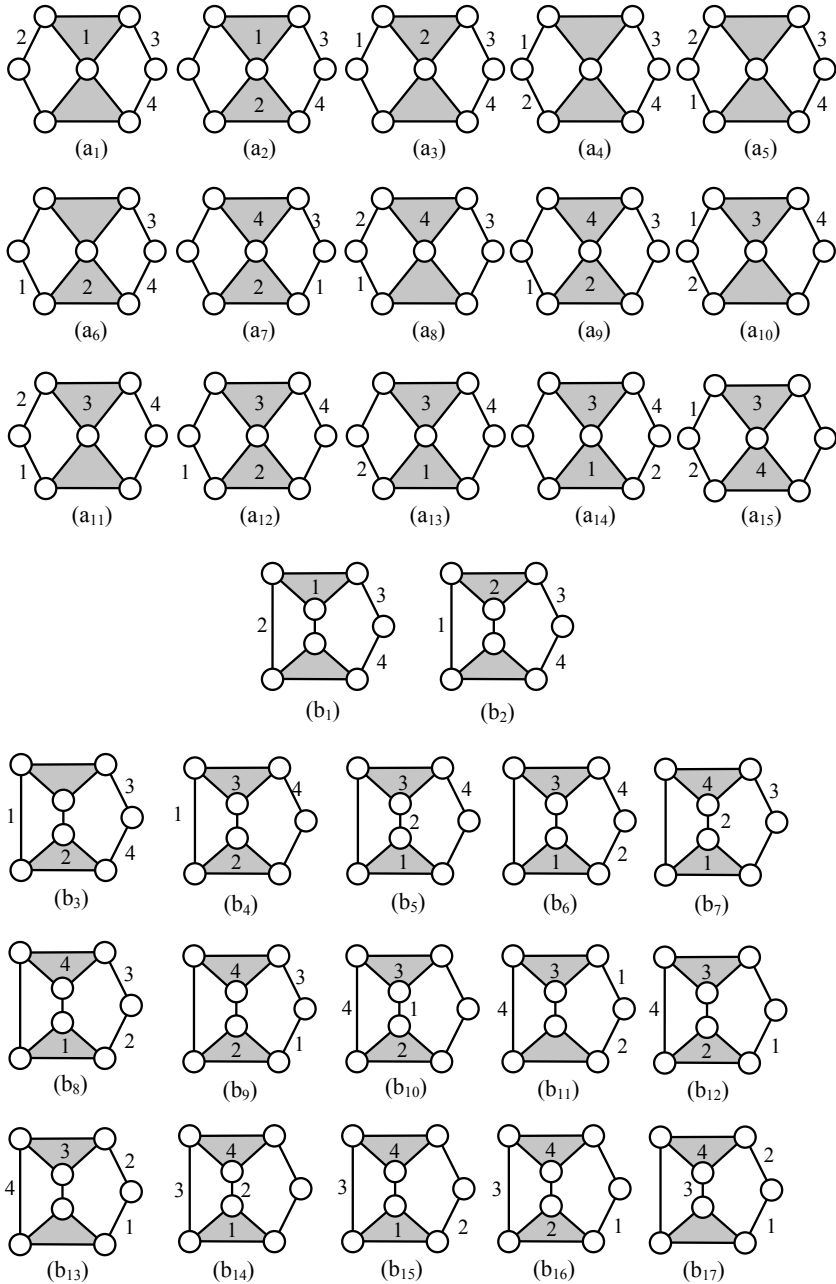 2 1 3 1 3 1 2 3 1 3 2 3
4 2 4 4 2 4 1 4
(a₁) (a₂) (a₃) (a₄) (a₅)
3 4 3 2 4 3 4 3 1 3 4
1 2 4 2 1 1 1 2 2
(a₆) (a₇) (a₈) (a₉) (a₁₀)
2 3 4 3 4 3 4 3 4 1 3
1 1 2 2 1 1 2 2 4
(a₁₁) (a₁₂) (a₁₃) (a₁₄) (a₁₅)
1 3 2 3
2 1
4 4
(b₁) (b₂)
3 3 4 3 4 3 4 4 3
1 1 2 2
2 4 2 1 1 2 1
(b₃) (b₄) (b₅) (b₆) (b₇)
4 3 4 3 3 3 1 3
4 1 4 4
1 2 2 1 2 2 2 1
(b₈) (b₉) (b₁₀) (b₁₁) (b₁₂)
3 2 4 4 4 4 2
4 3 2 3 3 3
1 1 1 2 2 1 1
(b₁₃) (b₁₄) (b₁₅) (b₁₆) (b₁₇)